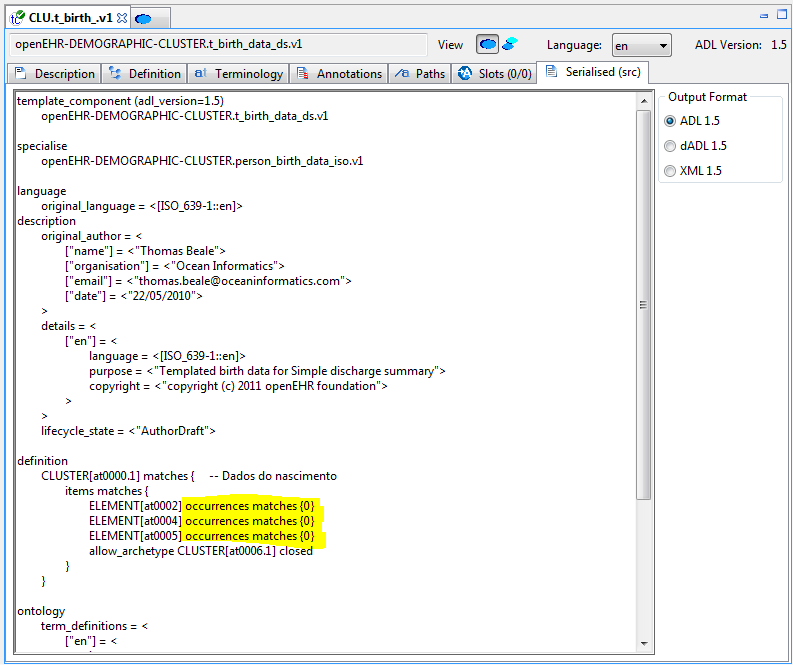 CLU.t_birth_.v1
openEHR-DEMOGRAPHIC-CLUSTER.t_birth_data_ds.v1 View Language: en ADL Version: 1.5
Description Definition Terminology Annotations Paths Slots (0/0) Serialised (src)
template_component (adl_version=1.5)
openEHR-DEMOGRAPHIC-CLUSTER.t_birth_data_ds.v1
specialise
openEHR-DEMOGRAPHIC-CLUSTER.person_birth_data_iso.v1
language
original_language = <[ISO_639-1::en]>
description
original_author = <
["name"] = <"Thomas Beale">
["organisation"] = <"Ocean Informatics">
["email"] = <"thomas.beale@oceaninformatics.com">
["date"] = <"22/05/2010">
>
details = <
["en"] = <
language = <[ISO_639-1::en]>
purpose = <"Templated birth data for Simple discharge summary">
copyright = <"copyright (c) 2011 openEHR foundation">
>
>
lifecycle_state = <"AuthorDraft">
definition
CLUSTER[at0000.1] matches { -- Dados do nascimento
items matches {
ELEMENT[at0002] occurrences matches {0}
ELEMENT[at0004] occurrences matches {0}
ELEMENT[at0005] occurrences matches {0}
allow_archetype CLUSTER[at0006.1] closed
}
}
ontology
term_definitions = <
["en"] = <
Output Format
ADL 1.5
dADL 1.5
XML 1.5